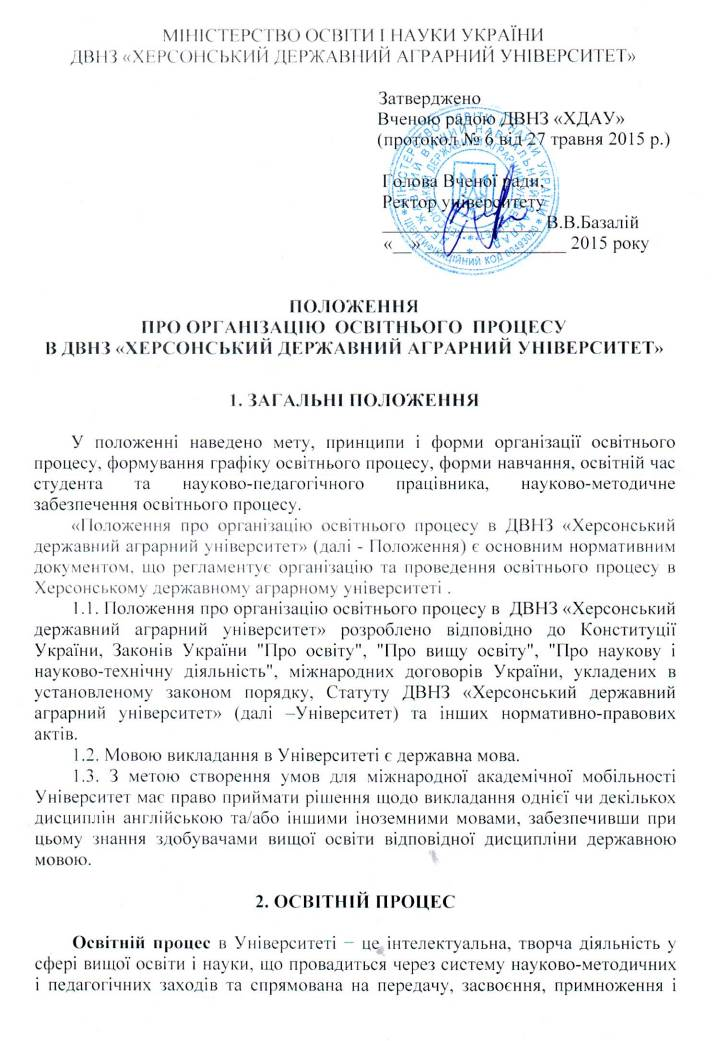 МІНІСТЕРСТВО ОСВІТИ І НАУКИ УКРАЇНИ
ДВНЗ «ХЕРСОНСЬКИЙ ДЕРЖАВНИЙ АГРАРНИЙ УНІВЕРСИТЕТ»
Затверджено
Вченою радою ДВНЗ «ХДАУ»
(протокол № 6 від 27 травня 2015 р.)
Голова Вченої ради,
Ректор університету
________________В.В.Базалій
«__»_______________ 2015 року
ІДЕНТИФІКАЦІЙНИЙ КОД 00493020
ПОЛОЖЕННЯ
ПРО ОРГАНІЗАЦІЮ ОСВІТНЬОГО ПРОЦЕСУ
В ДВНЗ «ХЕРСОНСЬКИЙ ДЕРЖАВНИЙ АГРАРНИЙ УНІВЕРСИТЕТ»
1. ЗАГАЛЬНІ ПОЛОЖЕННЯ
У положенні наведено мету, принципи і форми організації освітнього
процесу, формування графіку освітнього процесу, форми навчання, освітній час
студента та науково-педагогічного працівника, науково-методичне
забезпечення освітнього процесу.
«Положення про організацію освітнього процесу в ДВНЗ «Херсонський
державний аграрний університет» (далі - Положення) є основним нормативним
документом, що регламентує організацію та проведення освітнього процесу в
Херсонському державному аграрному університеті .
1.1. Положення про організацію освітнього процесу в ДВНЗ «Херсонський
державний аграрний університет» розроблено відповідно до Конституції
України, Законів України "Про освіту", "Про вищу освіту", "Про наукову і
науково-технічну діяльність", міжнародних договорів України, укладених в
установленому законом порядку, Статуту ДВНЗ «Херсонський державний
аграрний університет» (далі –Університет) та інших нормативно-правових
актів.
1.2. Мовою викладання в Університеті є державна мова.
1.3. З метою створення умов для міжнародної академічної мобільності
Університет має право приймати рішення щодо викладання однієї чи декількох
дисциплін англійською та/або іншими іноземними мовами, забезпечивши при
цьому знання здобувачами вищої освіти відповідної дисципліни державною
мовою.
2. ОСВІТНІЙ ПРОЦЕС
Освітній процес в Університеті – це інтелектуальна, творча діяльність у
сфері вищої освіти і науки, що провадиться через систему науково-методичних
і педагогічних заходів та спрямована на передачу, засвоєння, примноження і